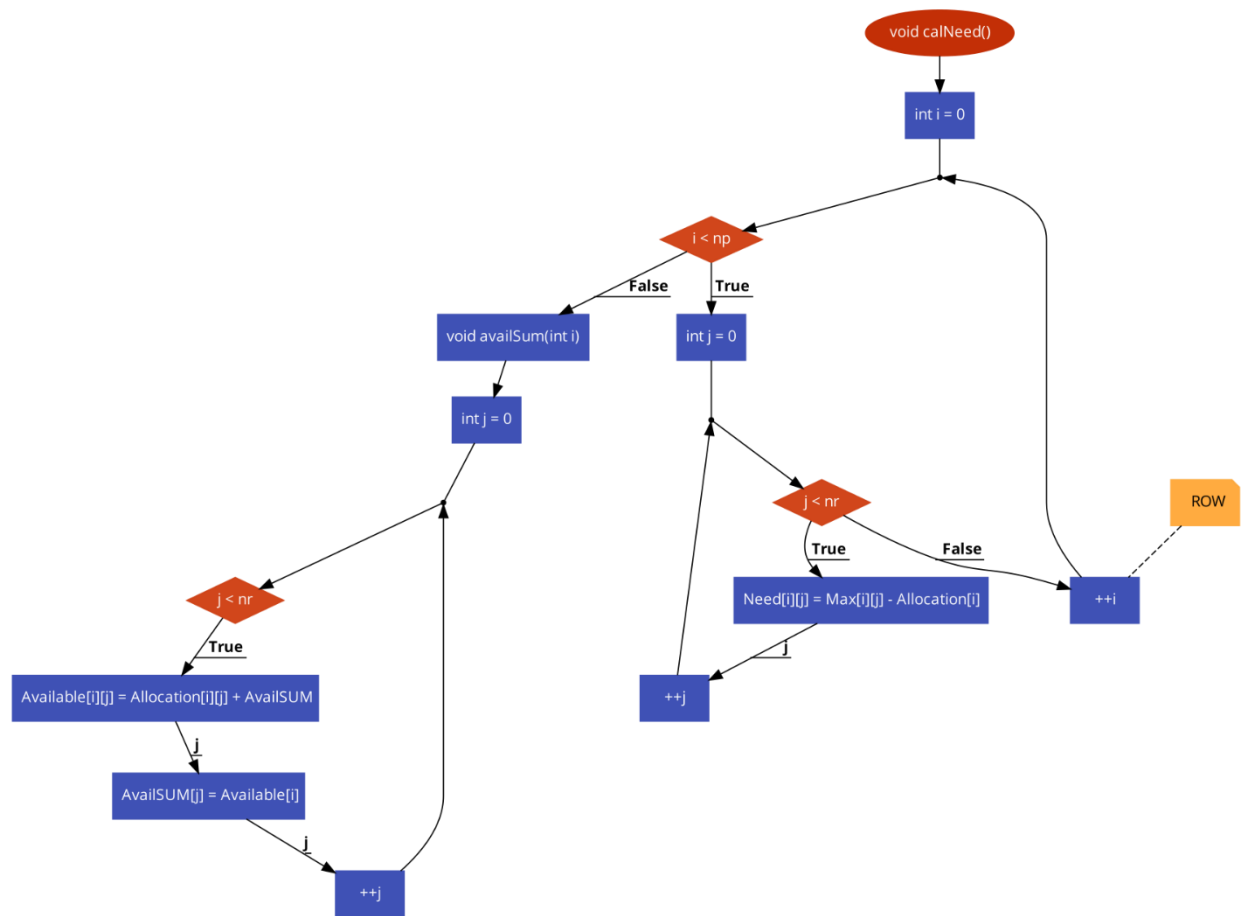 void calNeed()
int i = 0
i < np
False
True
void availSum(int i)
int j = 0
int j = 0
j < nr
ROW
True
False
j < nr
Need[i][j] = Max[i][j] - Allocation[i]
++i
True
j
Available[i][j] = Allocation[i][j] + AvailSUM
++j
j
AvailSUM[j] = Available[i]
j
++j